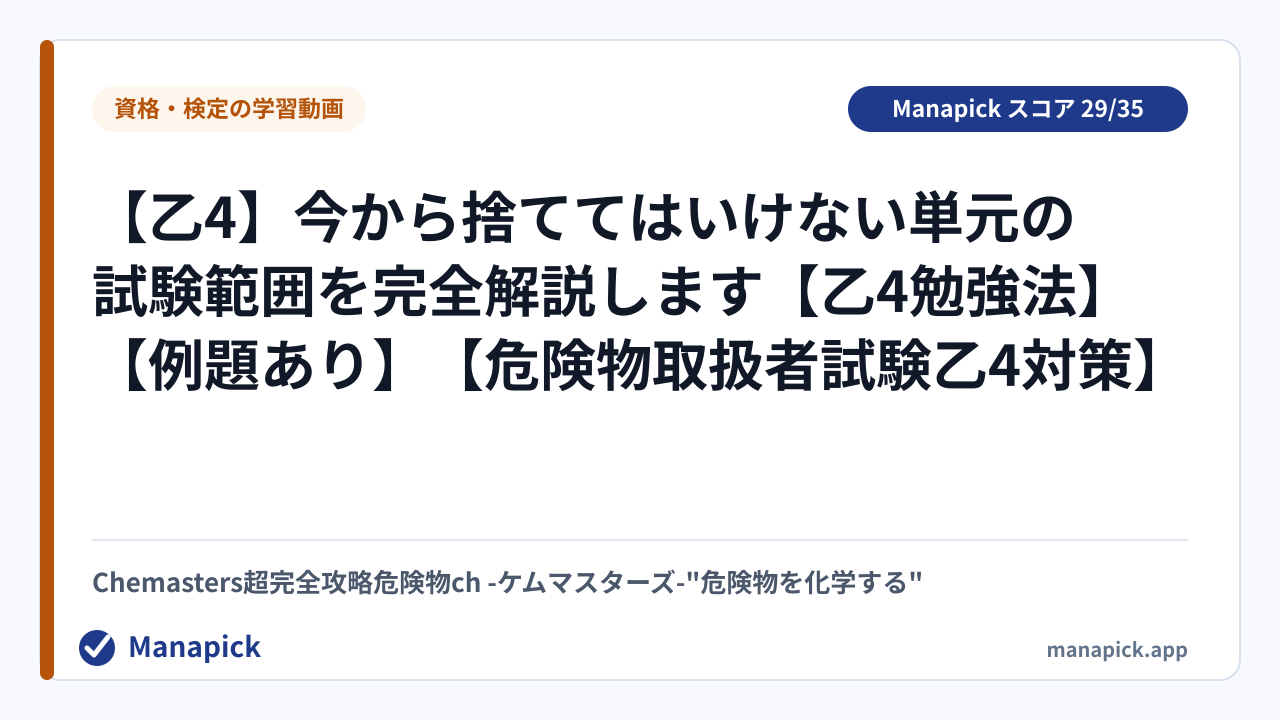 資格・検定の学習動画
Manapick スコア 29/35
【乙4】今から捨ててはいけない単元の
試験範囲を完全解説します【乙4勉強法】
【例題あり】【危険物取扱者試験乙4対策】
Chemasters超完全攻略危険物ch -ケムマスターズ-"危険物を化学する"
Manapick
manapick.app